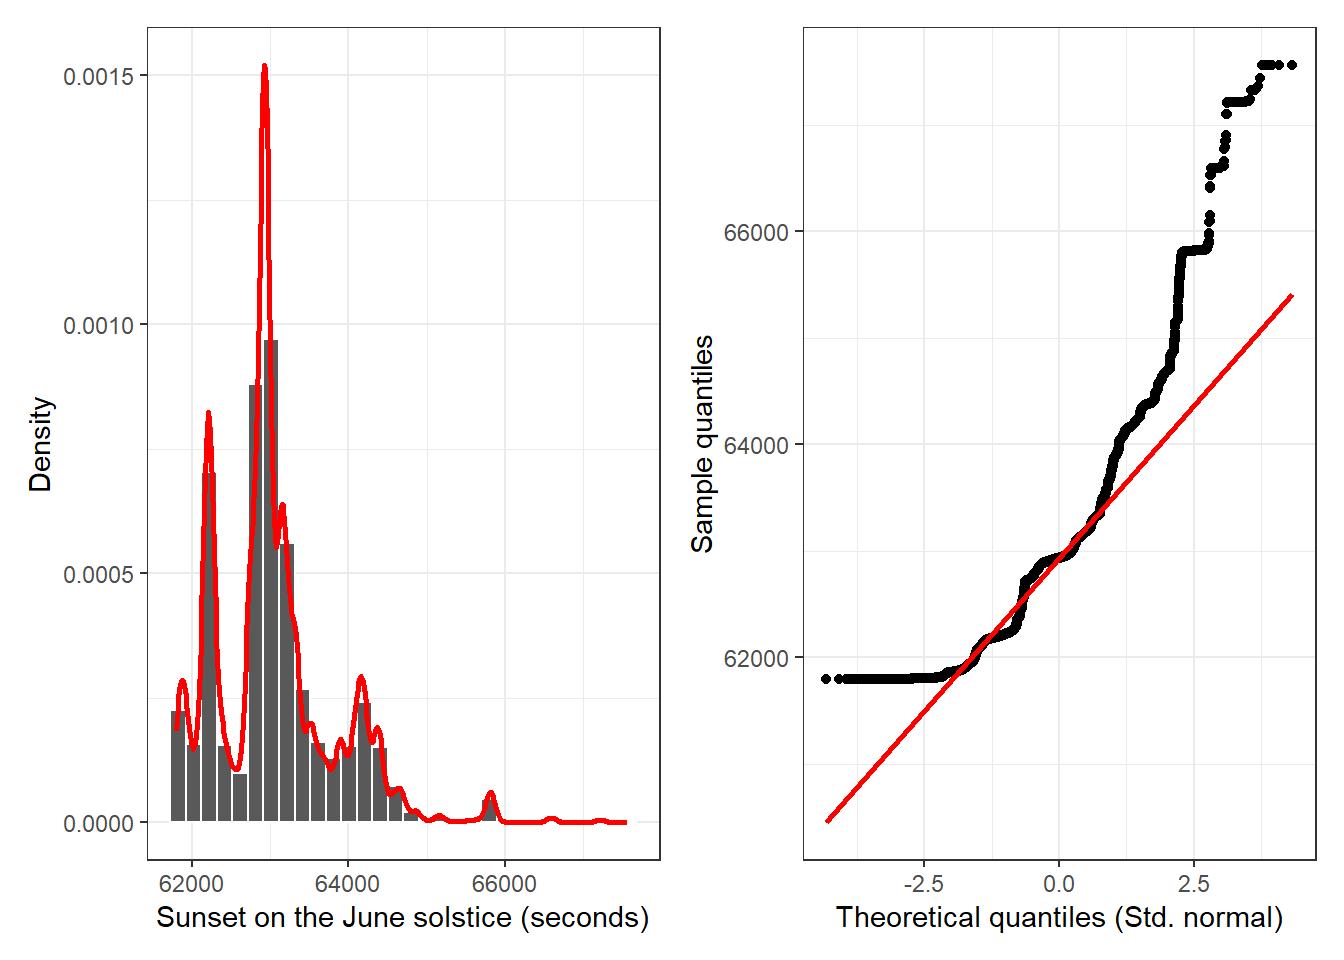 0.0015
0.0010
0.0005
0.0000
Density
62000 64000 66000
Sunset on the June solstice (seconds)
66000
64000
62000
Sample quantiles
-2.5 0.0 2.5
Theoretical quantiles (Std. normal)